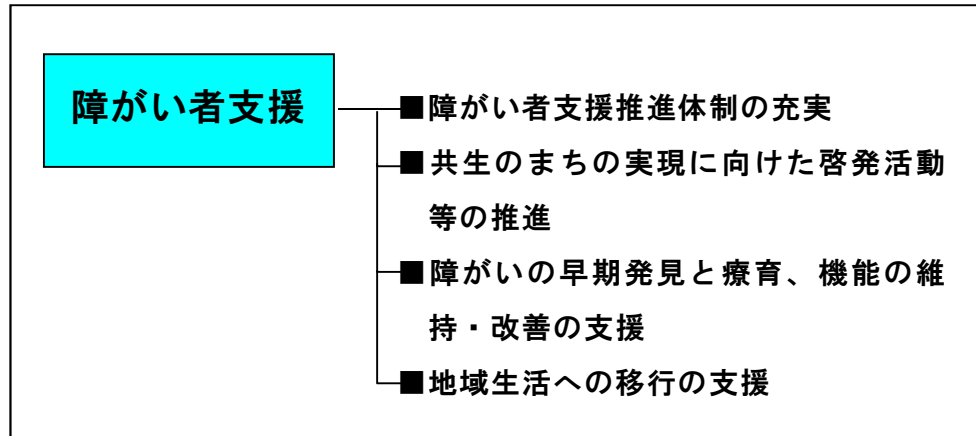 障がい者支援
■障がい者支援推進体制の充実
■共生のまちの実現に向けた啓発活動
等の推進
■障がいの早期発見と療育、機能の維
持・改善の支援
■地域生活への移行の支援